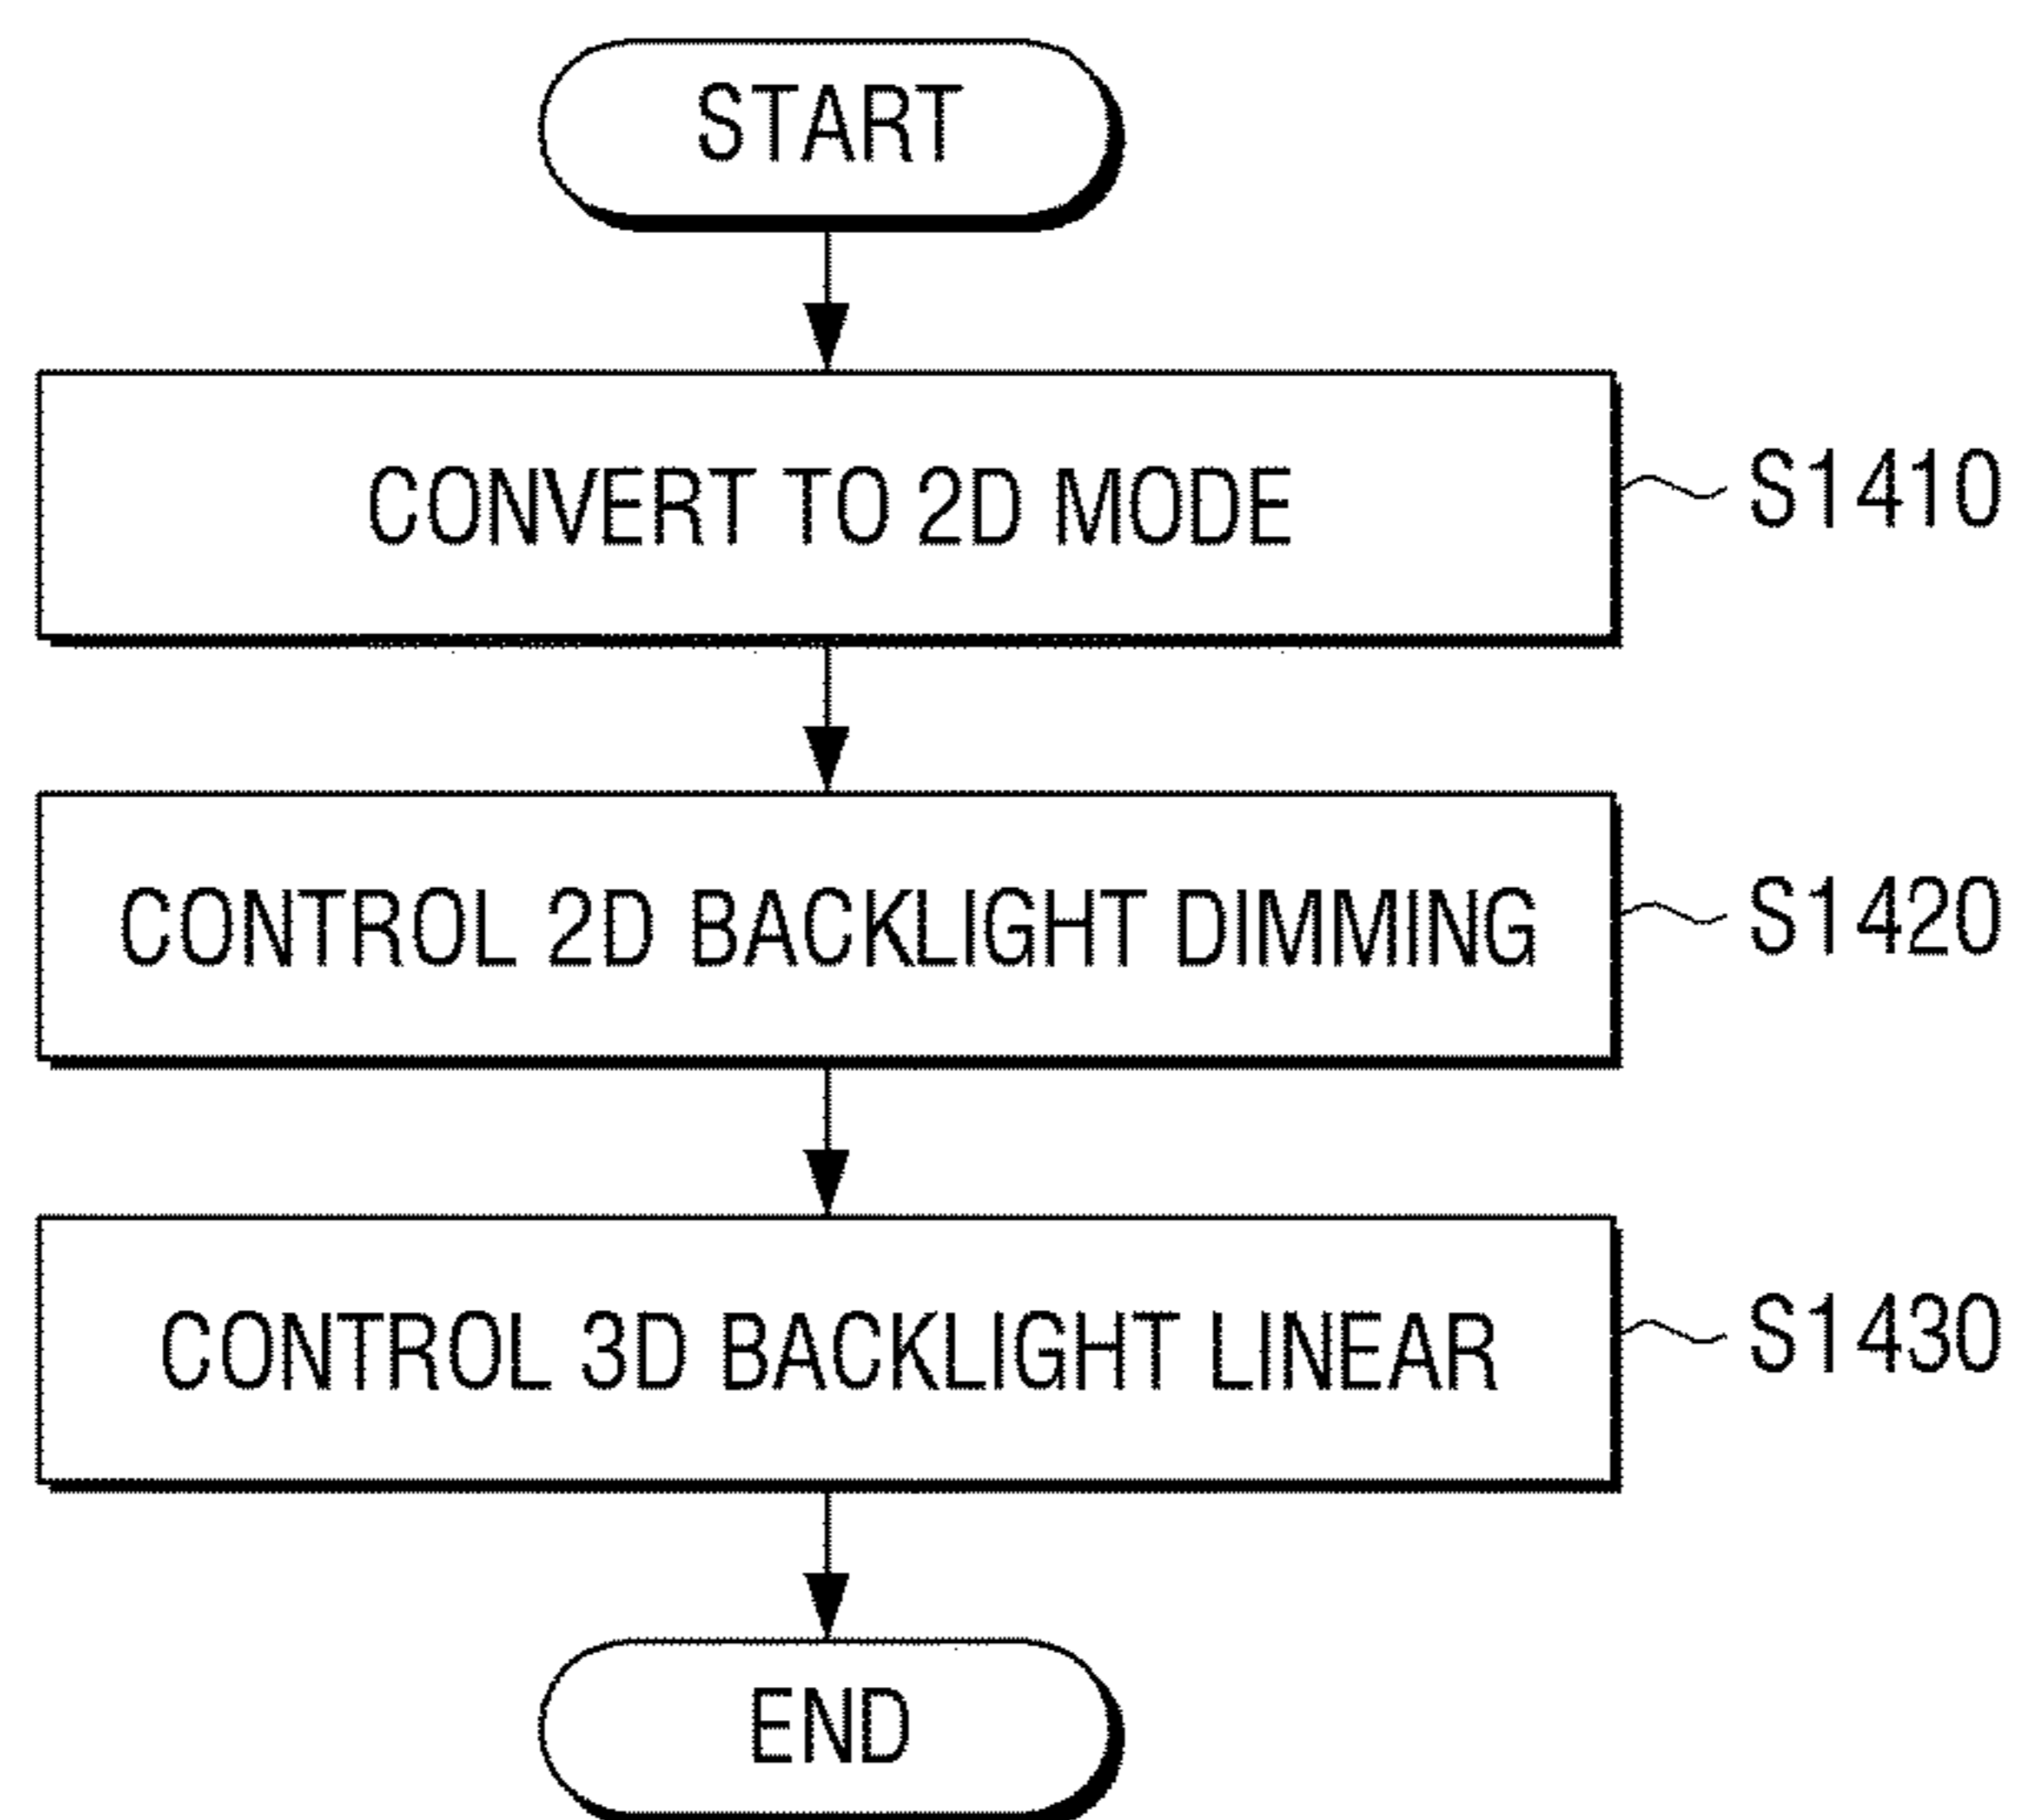 START
CONVERT TO 2D MODE
S1410
CONTROL 2D BACKLIGHT DIMMING
S1420
CONTROL 3D BACKLIGHT LINEAR
S1430
END